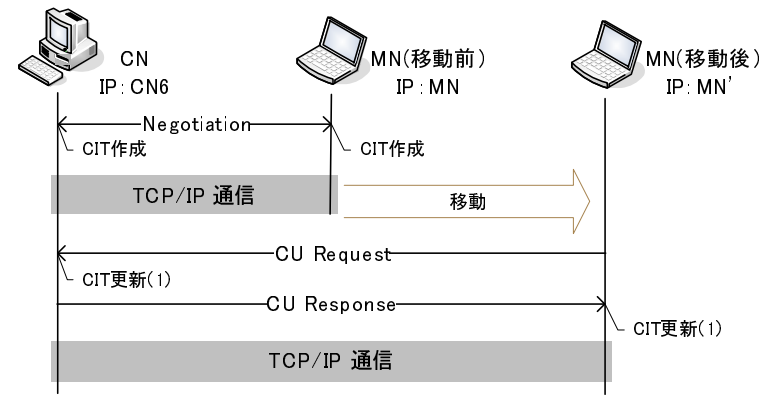 CN
IP：CN6
MN(移動前)
IP：MN
MN(移動後)
IP：MN'
Negotiation
CIT作成
CIT作成
TCP/IP 通信
移動
CU Request
CIT更新(1)
CU Response
CIT更新(1)
TCP/IP 通信